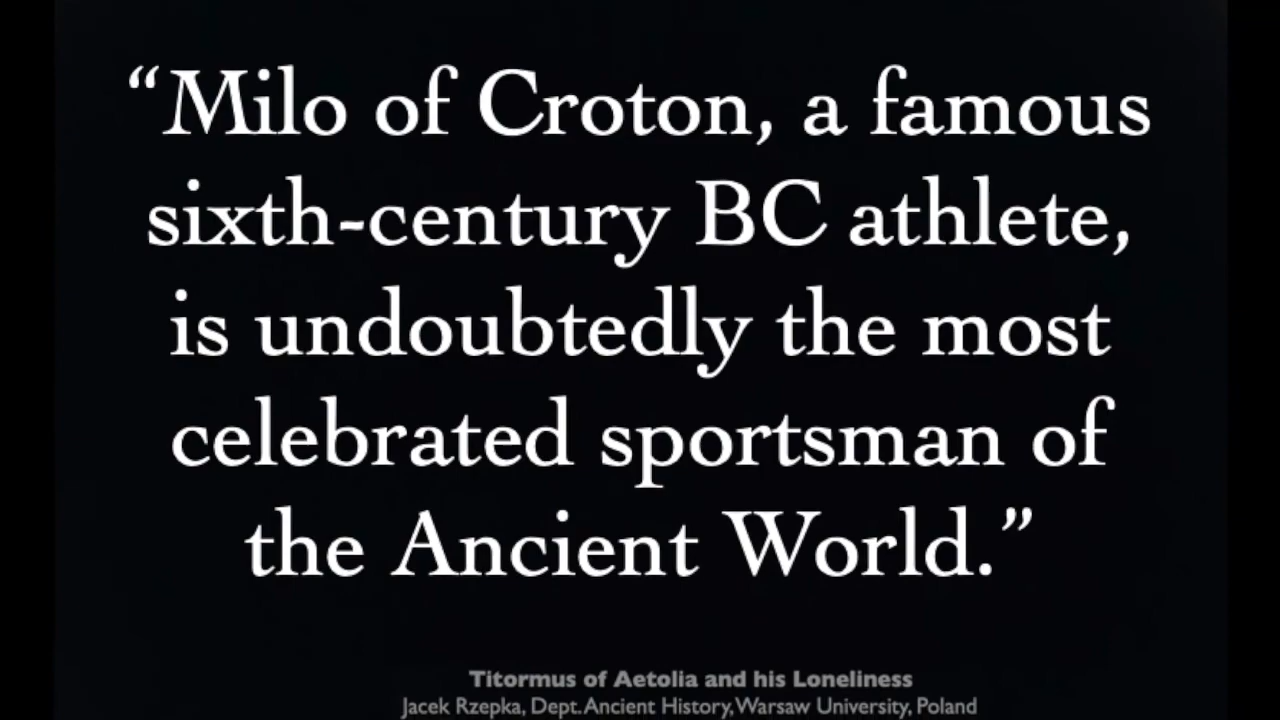 “Milo of Croton, a famous
sixth-century BC athlete,
is undoubtedly the most
celebrated sportsman of
the Ancient World.”
Titormus of Aetolia and his Loneliness
Jacek Rzepka, Dept. Ancient History, Warsaw University, Poland